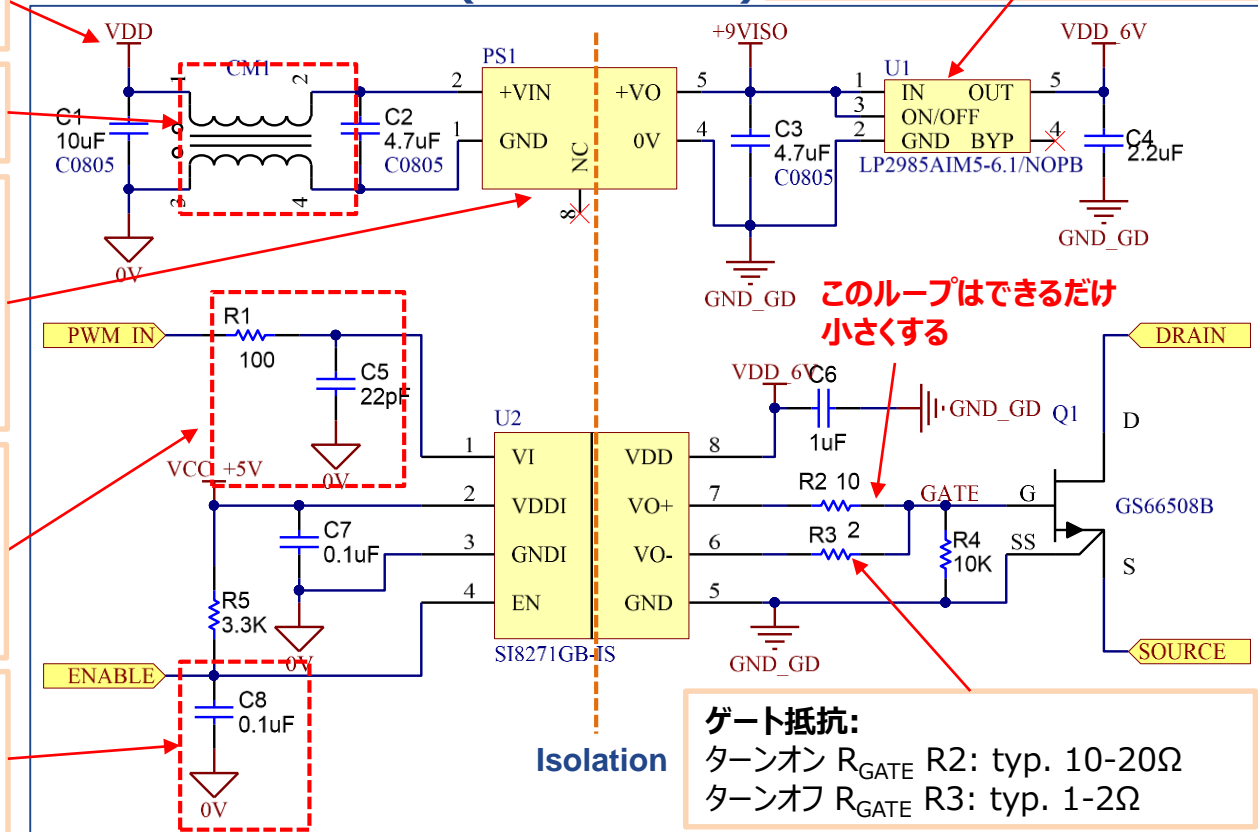 VDD
+9VISO
VDD_6V
CM1
1
2
3
4
C1
10uF
C0805
C2
4.7uF
C0805
PS1
2
+VIN
+VO
5
1
GND
0V
4
NC
8
C3
4.7uF
C0805
U1
1
IN
OUT
5
3
ON/OFF
2
GND
BYP
4
LP2985AIM5-6.1/NOPB
C4
2.2uF
0V
GND_GD
GND_GD
このループはできるだけ
小さくする
PWM_IN
R1
100
C5
22pF
0V
VCC_+5V
C7
0.1uF
0V
R5
3.3K
ENABLE
C8
0.1uF
0V
U2
1
VI
VDD
8
2
VDDI
VO+
7
3
GNDI
VO-
6
4
EN
GND
5
SI8271GB-IS
VDD_6V
C6
1uF
GND_GD
R2 10
R3 2
GATE
R4
10K
GND_GD
Q1
DRAIN
D
G
GS66508B
SS
S
SOURCE
Isolation
ゲート抵抗:
ターンオン RGATE R2: typ. 10-20Ω
ターンオフ RGATE R3: typ. 1-2Ω